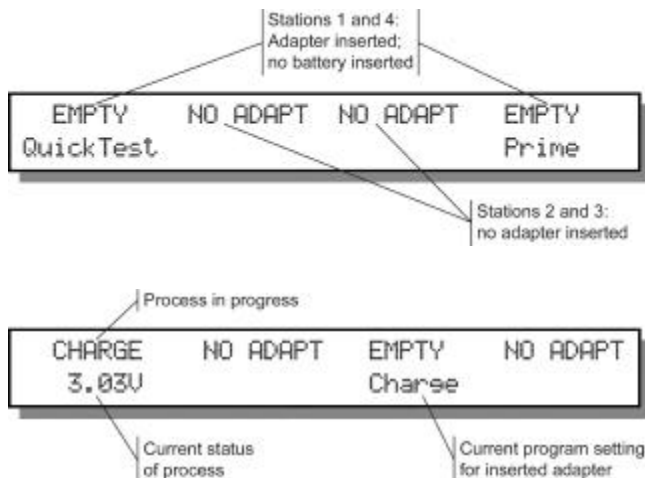 Stations 1 and 4:
Adapter inserted;
no battery inserted
EMPTY NO ADAPT NO ADAPT EMPTY
QuickTest Prime
Stations 2 and 3:
no adapter inserted
Process in progress
CHARGE NO ADAPT EMPTY NO ADAPT
3.03V Charge
Current status
of process
Current program setting
for inserted adapter